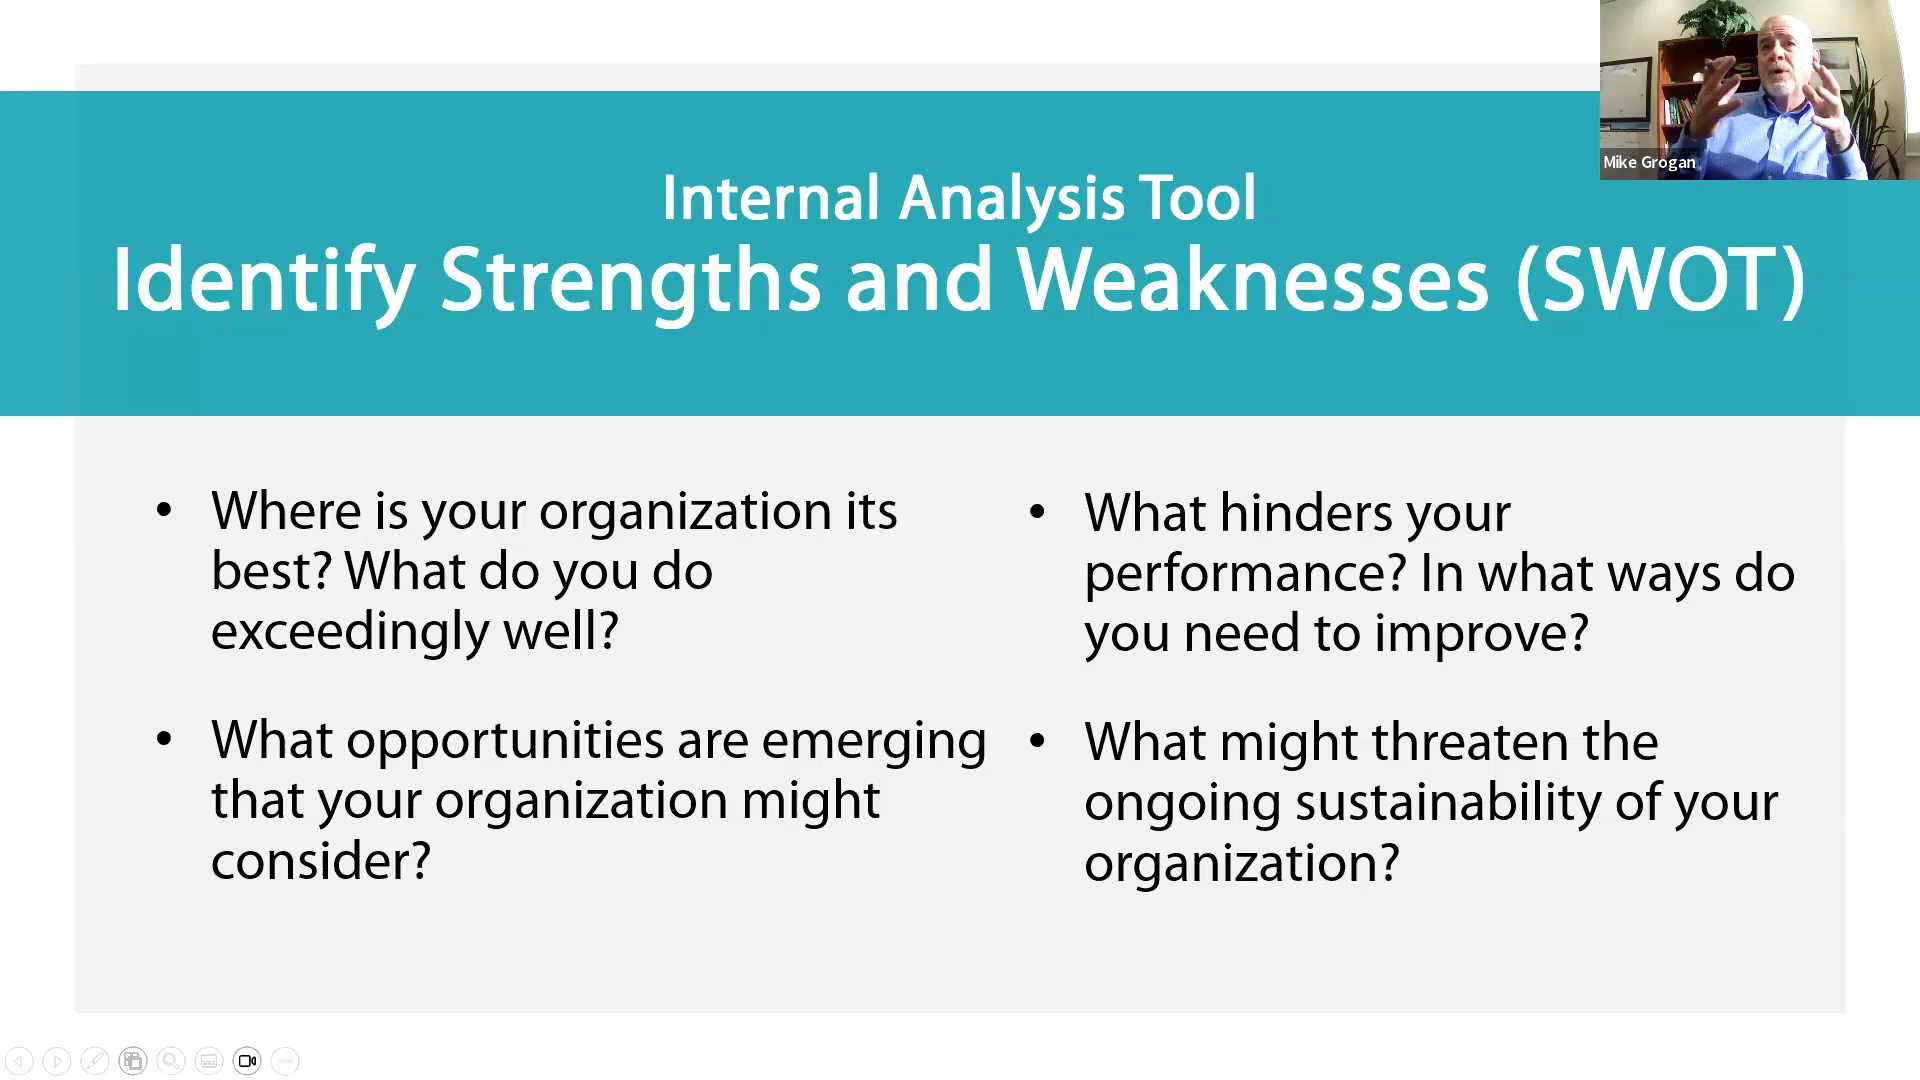 Mike Grogan
Internal Analysis Tool
Identify Strengths and Weaknesses (SWOT)
• Where is your organization its
best? What do you do
exceedingly well?
• What opportunities are emerging
that your organization might
consider?
• What hinders your
performance? In what ways do
you need to improve?
• What might threaten the
ongoing sustainability of your
organization?